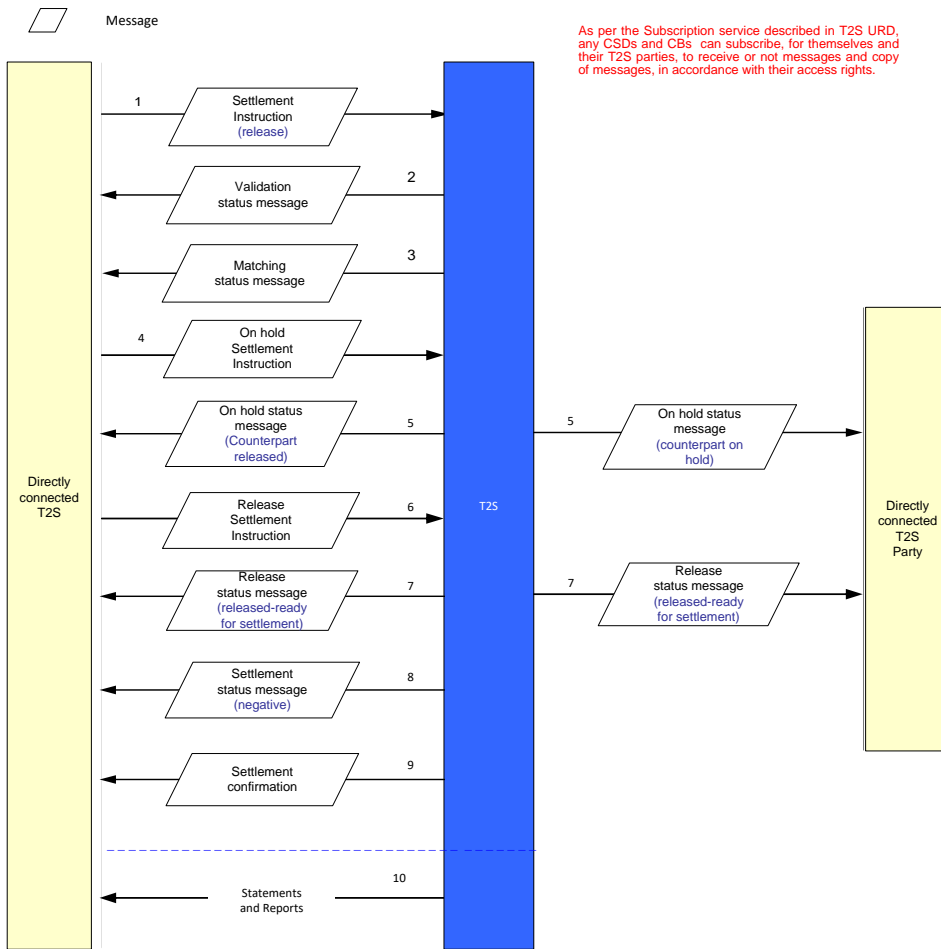 Message
As per the Subscription service described in T2S URD,
any CSDs and CBs can subscribe, for themselves and
their T2S parties, to receive or not messages and copy
of messages, in accordance with their access rights.
1
Settlement
Instruction
(release)
Validation
status message
2
Matching
status message
3
4
On hold
Settlement
Instruction
On hold status
message
(Counterpart
released)
5
5
On hold status
message
(counterpart on
hold)
Directly
connected
T2S
Release
Settlement
Instruction
6
T2S
Directly
connected
T2S
Party
Release
status message
(released-ready
for settlement)
7
7
Release
status message
(released-ready
for settlement)
Settlement
status message
(negative)
8
Settlement
confirmation
9
Statements
and Reports
10